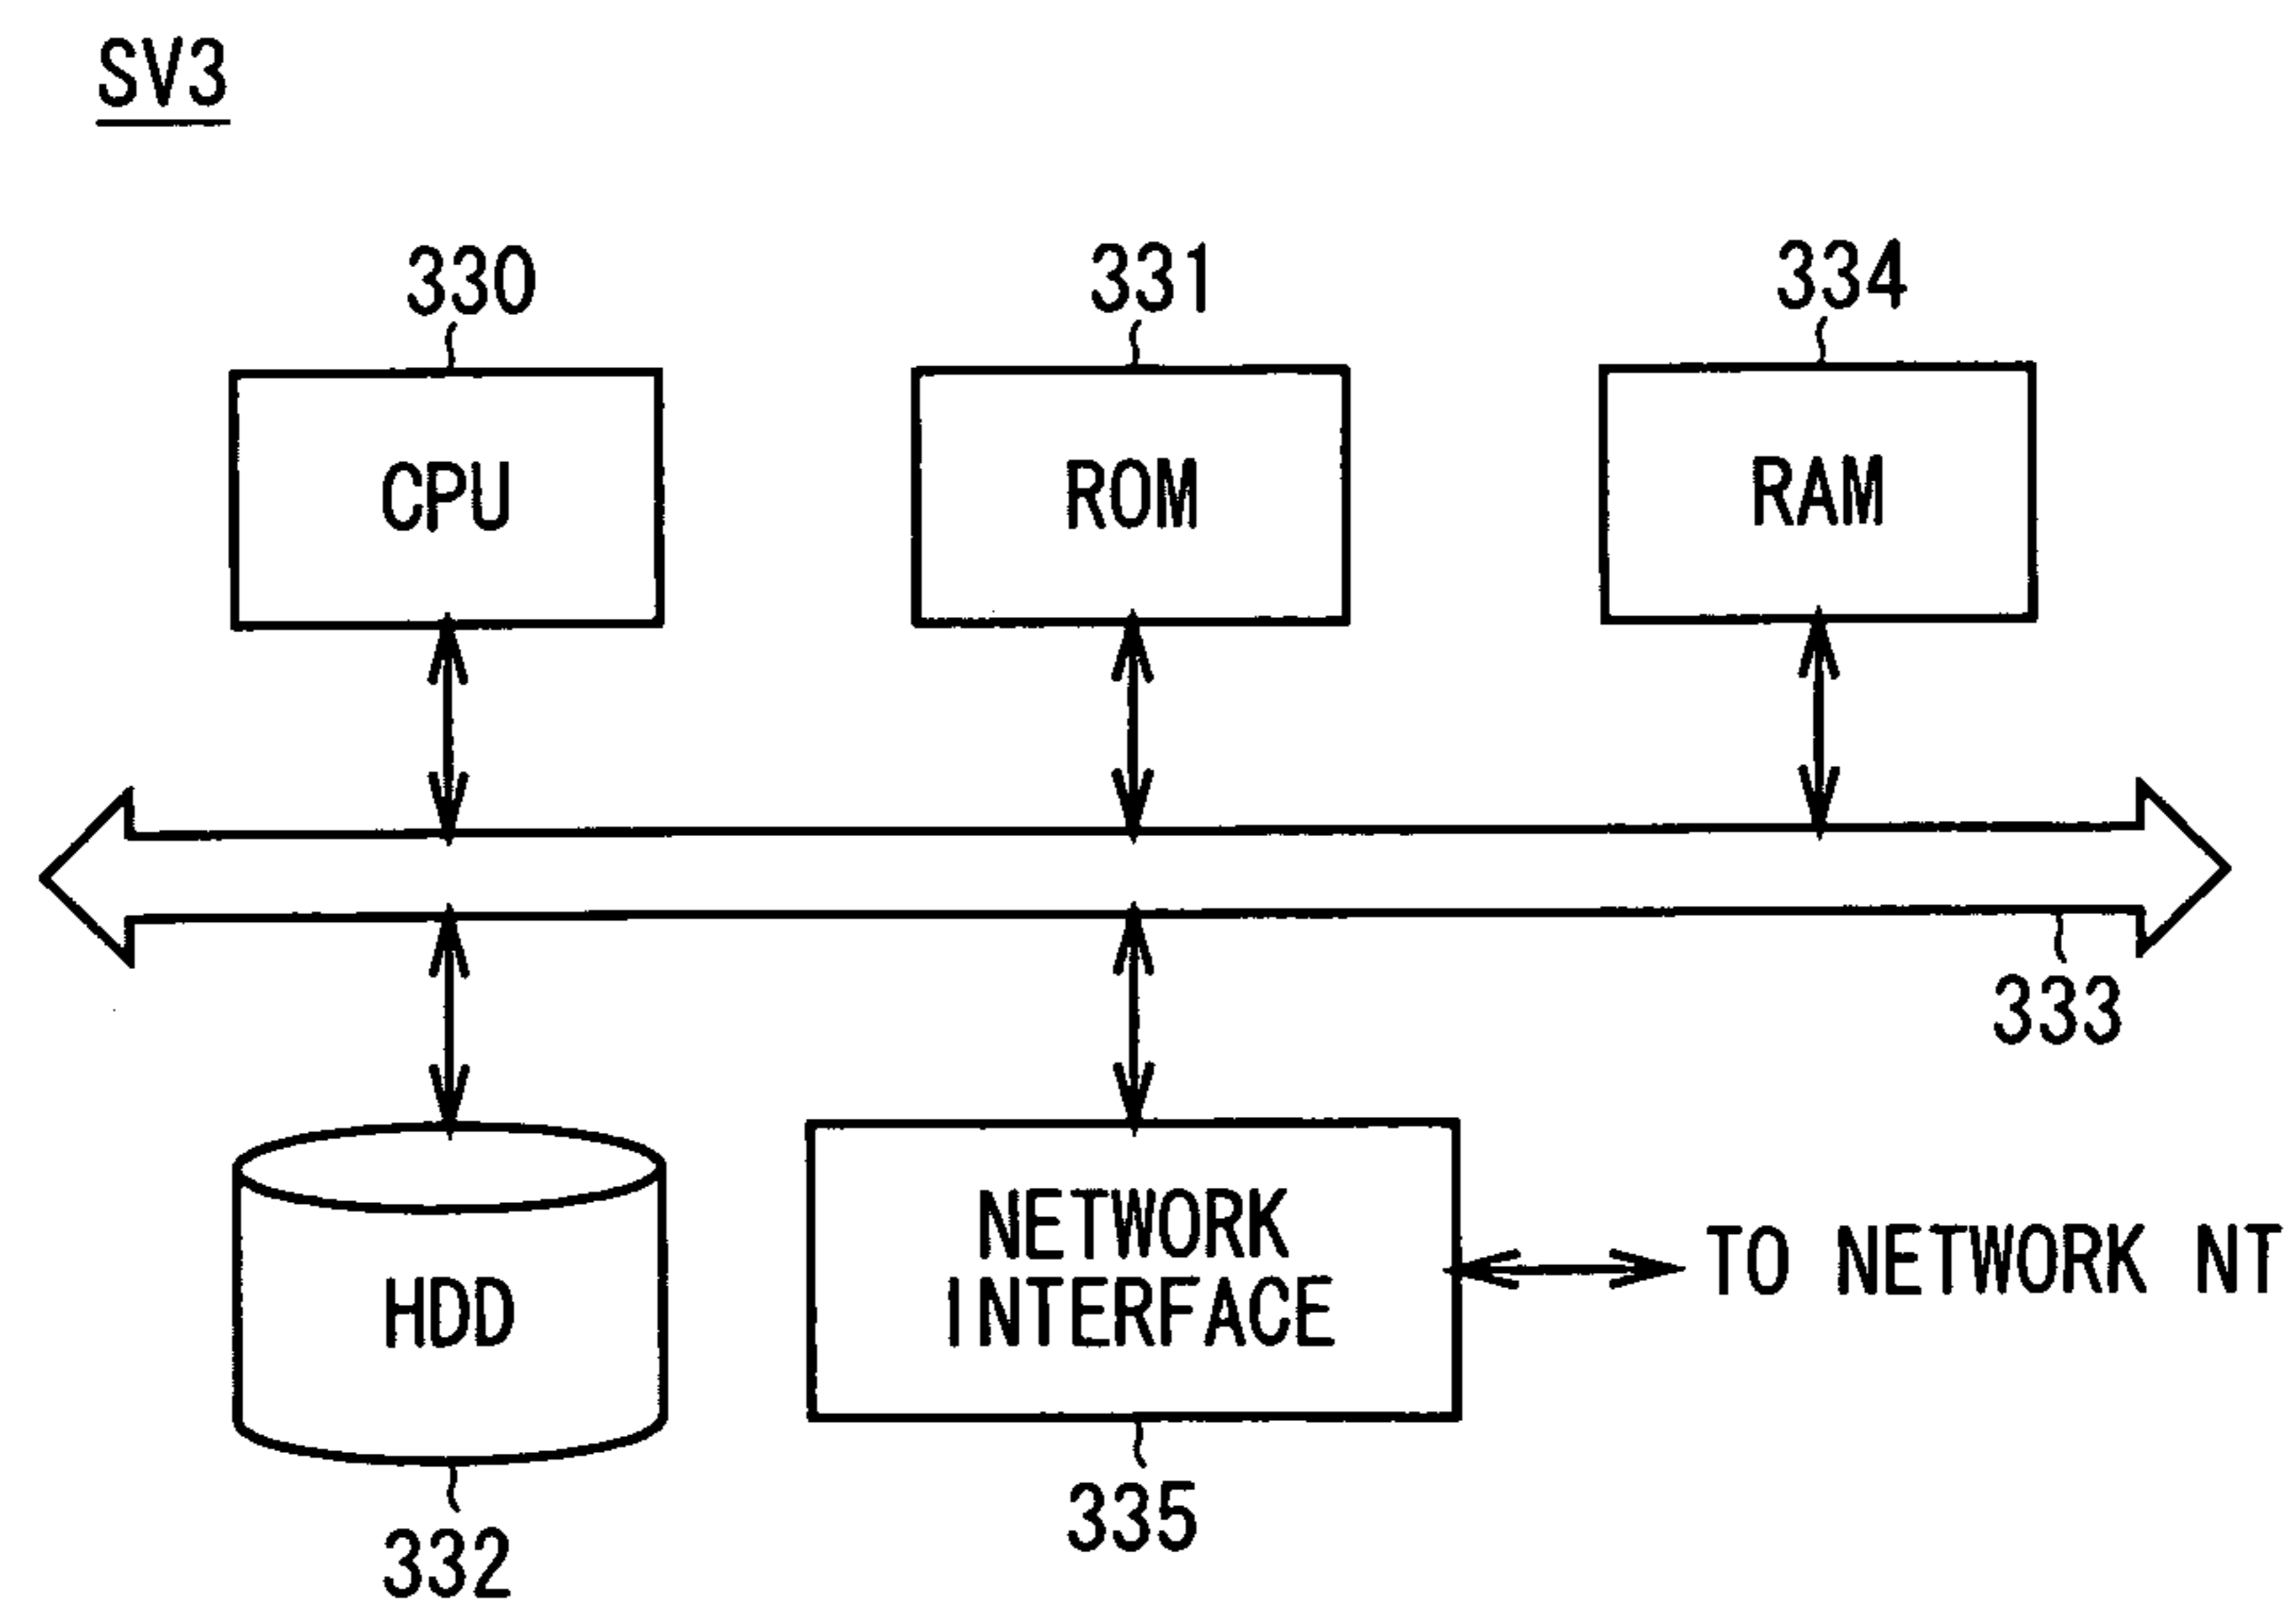 SV3
330
331
334
CPU
ROM
RAM
333
NETWORK
INTERFACE
TO NETWORK NT
HDD
335
332